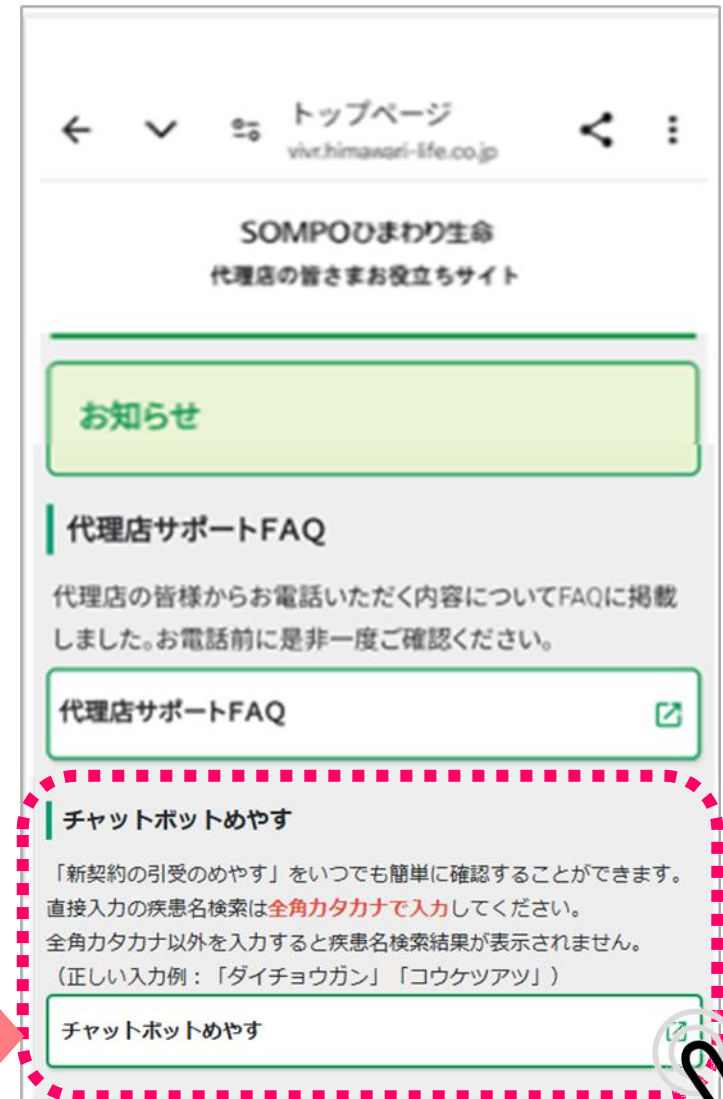 トップページ
vivr.himawari-life.co.jp
SOMPOひまわり生命
代理店の皆さまお役立ちサイト
お知らせ
代理店サポートFAQ
代理店の皆様からお電話いただく内容についてFAQに掲載
しました。お電話前に是非一度ご確認ください。
代理店サポートFAQ
チャットボットめやす
「新契約の引受のめやす」をいつでも簡単に確認することができます。
直接入力の疾患名検索は全角カタカナで入力してください。
全角カタカナ以外を入力すると疾患名検索結果が表示されません。
（正しい入力例：「ダイチョウガン」「コウケツアツ」）
チャットボットめやす